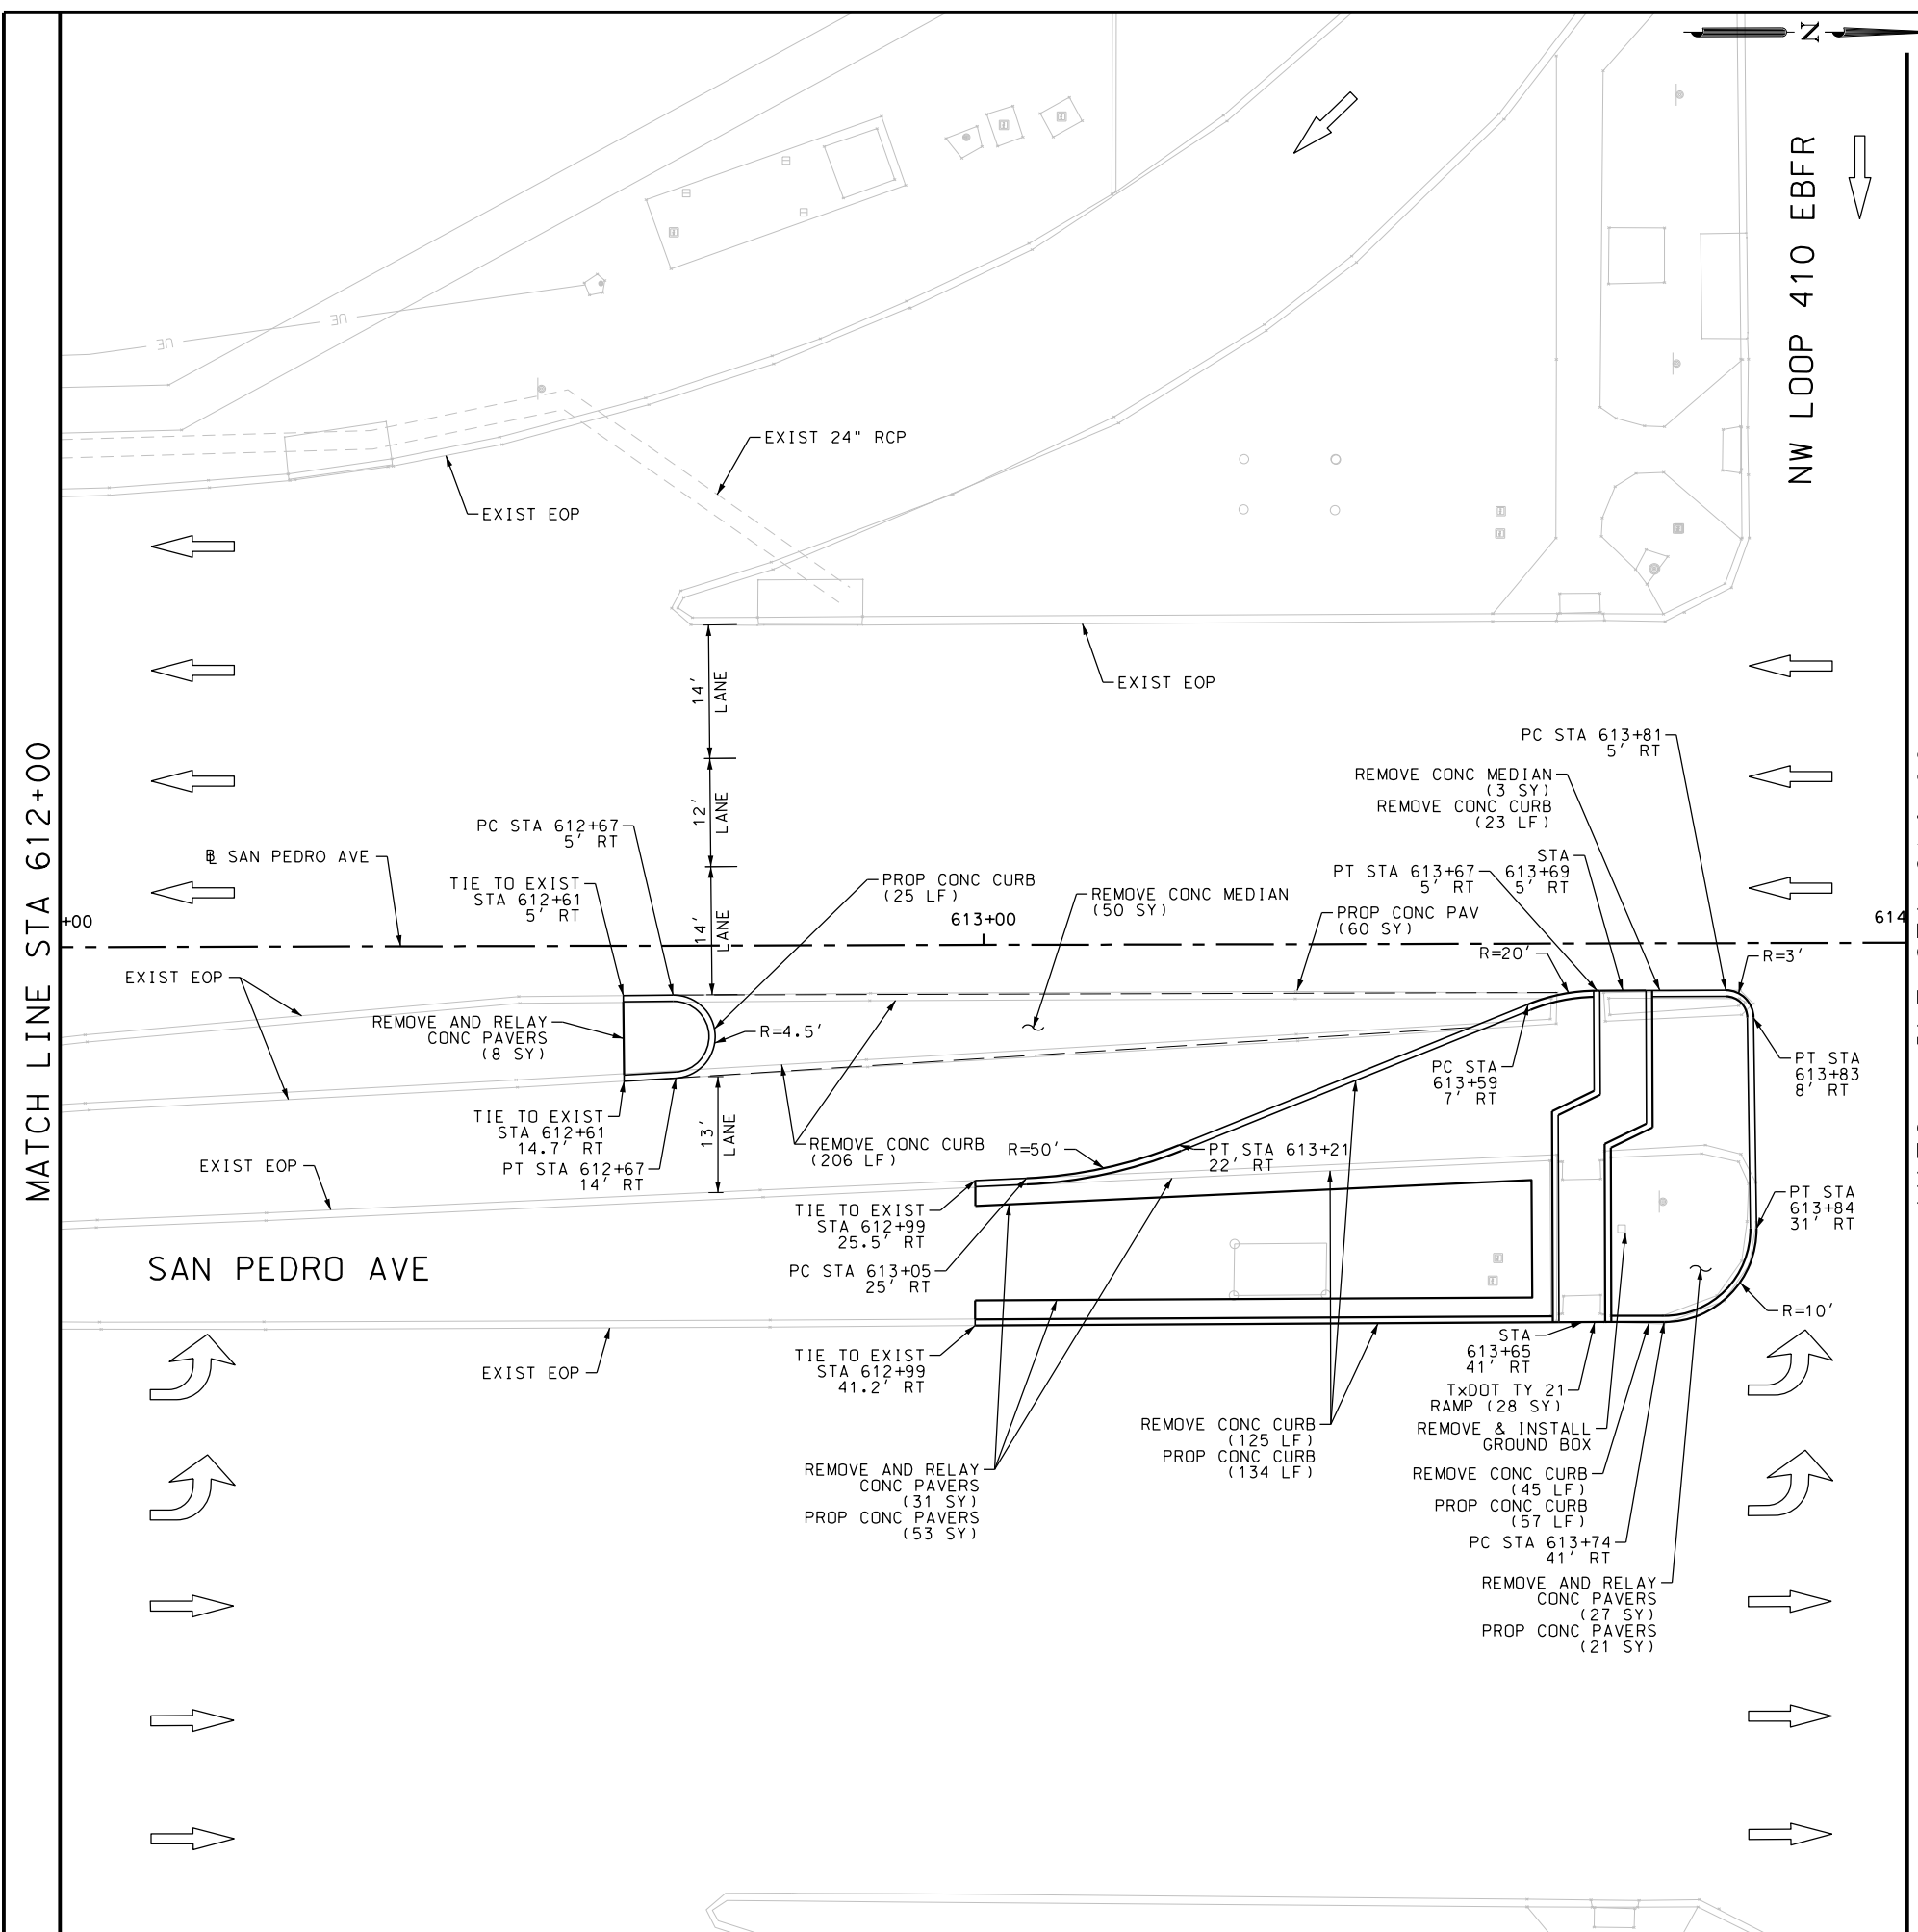 N
NW LOOP 410 EBFR
UE
UE
EXIST 24" RCP
EXIST EOP
EXIST EOP
14'
LANE
12'
LANE
14'
LANE
MATCH LINE STA 612+00
PC STA 613+81
5' RT
REMOVE CONC MEDIAN
(3 SY)
REMOVE CONC CURB
(23 LF)
PC STA 612+67
5' RT
℄ SAN PEDRO AVE
STA
613+69
5' RT
PT STA 613+67
5' RT
TIE TO EXIST
STA 612+61
5' RT
PROP CONC CURB
(25 LF)
REMOVE CONC MEDIAN
(50 SY)
PROP CONC PAV
(60 SY)
+00
613+00
614
EXIST EOP
R=20'
R=3'
REMOVE AND RELAY
CONC PAVERS
(8 SY)
R=4.5'
PC STA
613+59
7' RT
PT STA
613+83
8' RT
TIE TO EXIST
STA 612+61
14.7' RT
13'
LANE
REMOVE CONC CURB
(206 LF)
R=50'
PT STA 613+21
22' RT
EXIST EOP
PT STA 612+67
14' RT
PT STA
613+84
31' RT
TIE TO EXIST
STA 612+99
25.5' RT
SAN PEDRO AVE
PC STA 613+05
25' RT
R=10'
EXIST EOP
TIE TO EXIST
STA 612+99
41.2' RT
STA
613+65
41' RT
TxDOT TY 21
RAMP (28 SY)
REMOVE CONC CURB
(125 LF)
PROP CONC CURB
(134 LF)
REMOVE & INSTALL
GROUND BOX
REMOVE AND RELAY
CONC PAVERS
(31 SY)
PROP CONC PAVERS
(53 SY)
REMOVE CONC CURB
(45 LF)
PROP CONC CURB
(57 LF)
PC STA 613+74
41' RT
REMOVE AND RELAY
CONC PAVERS
(27 SY)
PROP CONC PAVERS
(21 SY)